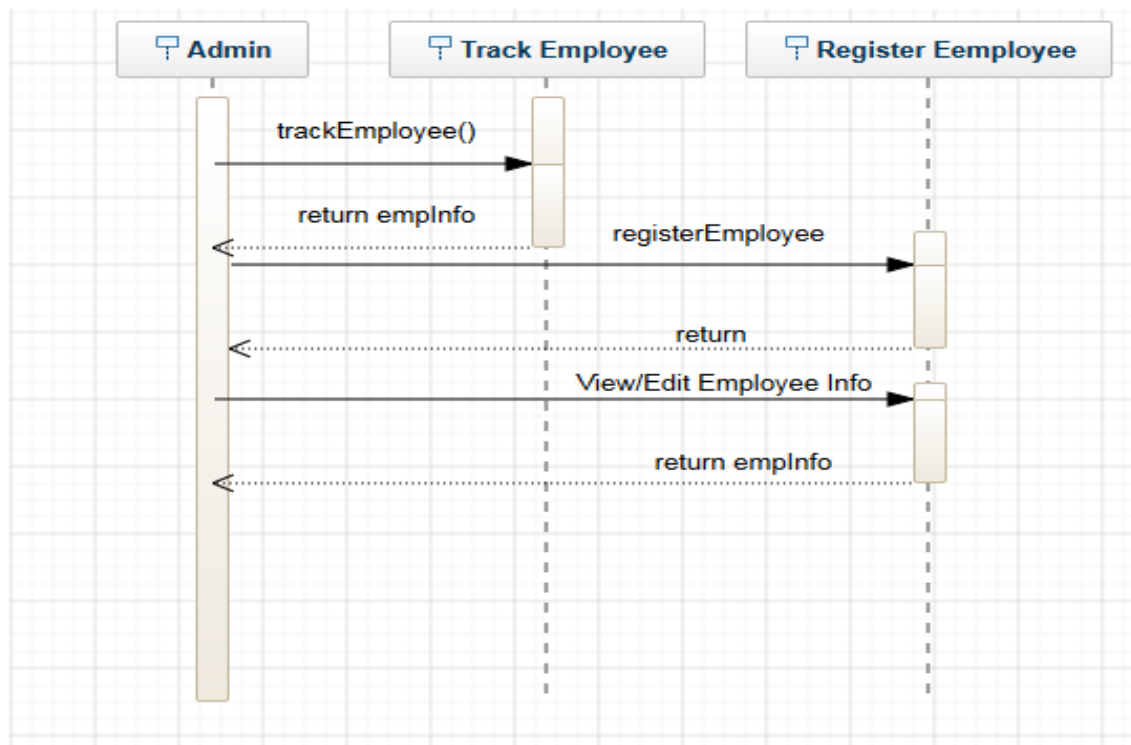 Admin
Track Employee
Register Eemployee
trackEmployee()
return empInfo
registerEmployee
return
View/Edit Employee Info
return empInfo